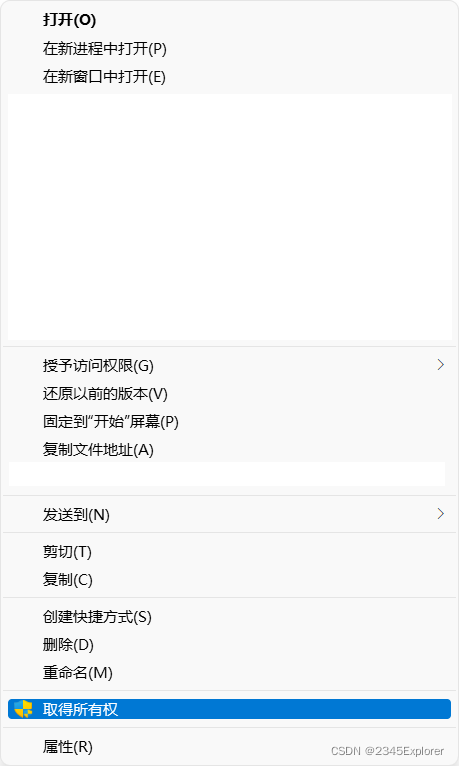 打开(O)
在新进程中打开(P)
在新窗口中打开(E)
授予访问权限(G)
还原以前的版本(V)
固定到“开始”屏幕(P)
复制文件地址(A)
发送到(N)
剪切(T)
复制(C)
创建快捷方式(S)
删除(D)
重命名(M)
取得所有权
属性(R)
CSDN @2345Explorer